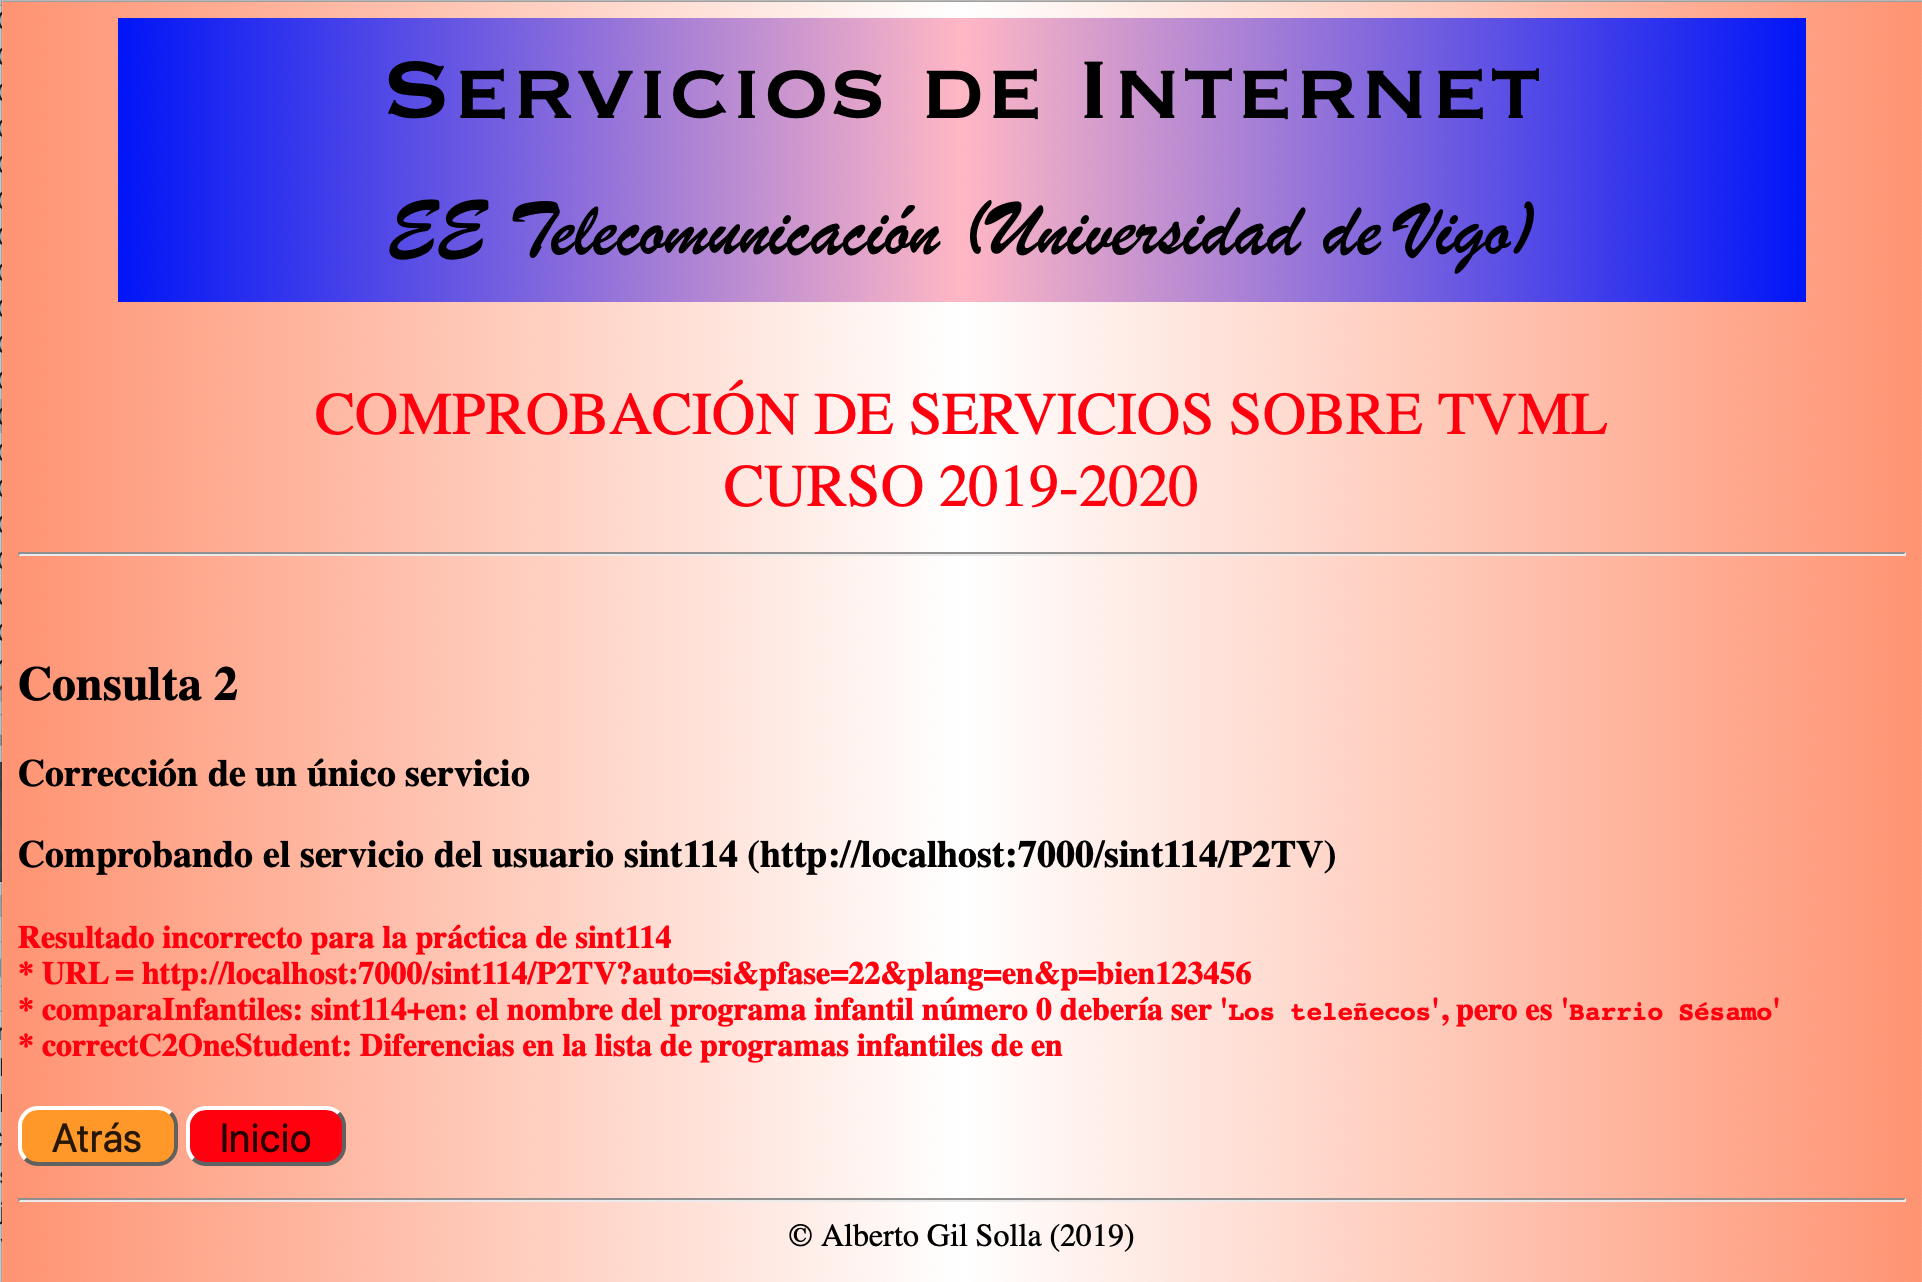 Servicios de Internet
EE Telecomunicación (Universidad de Vigo)
COMPROBACIÓN DE SERVICIOS SOBRE TVML
CURSO 2019-2020
Consulta 2
Corrección de un único servicio
Comprobando el servicio del usuario sint114 (http://localhost:7000/sint114/P2TV)
Resultado incorrecto para la práctica de sint114
* URL = http://localhost:7000/sint114/P2TV?auto=si&pfase=22&plang=en&p=bien123456
* comparaInfantiles: sint114+en: el nombre del programa infantil número 0 debería ser 'Los teleñecos', pero es 'Barrio Sésamo'
* correctC2OneStudent: Diferencias en la lista de programas infantiles de en
Atrás Inicio
© Alberto Gil Solla (2019)